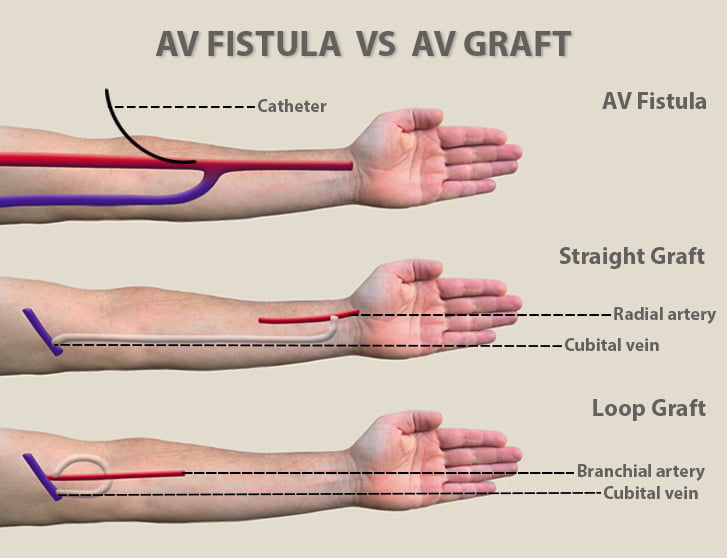 AV FISTULA VS AV GRAFT
Catheter
AV Fistula
Straight Graft
Radial artery
Cubital vein
Loop Graft
Branchial artery
Cubital vein